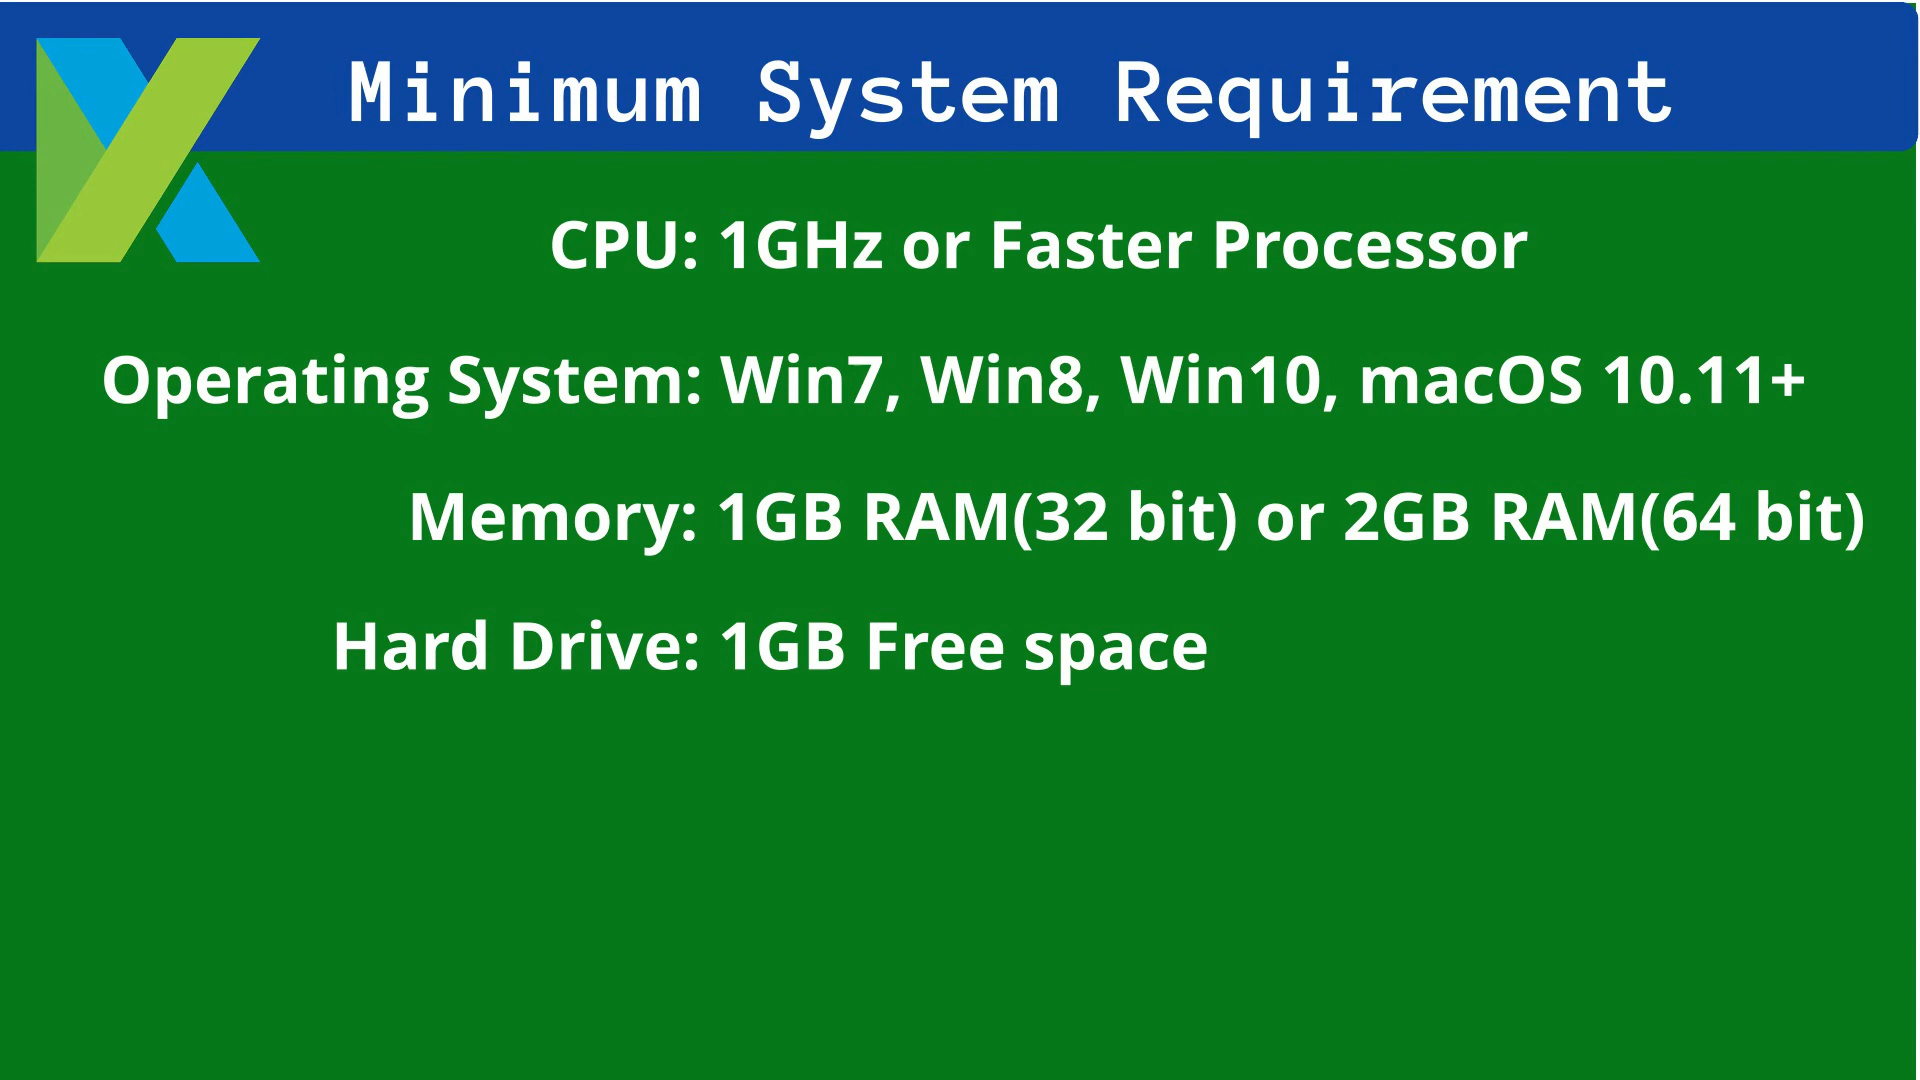 Minimum System Requirement
CPU: 1GHz or Faster Processor
Operating System: Win7, Win8, Win10, macOS 10.11+
Memory: 1GB RAM(32 bit) or 2GB RAM(64 bit)
Hard Drive: 1GB Free space